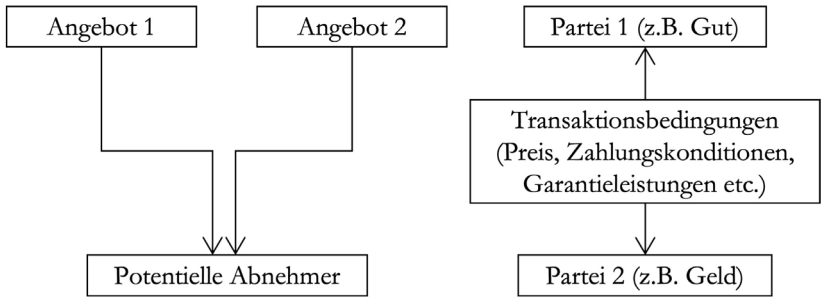 Angebot 1
Angebot 2
Potentielle Abnehmer
Partei 1 (z.B. Gut)
Transaktionsbedingungen
(Preis, Zahlungskonditionen,
Garantieleistungen etc.)
Partei 2 (z.B. Geld)